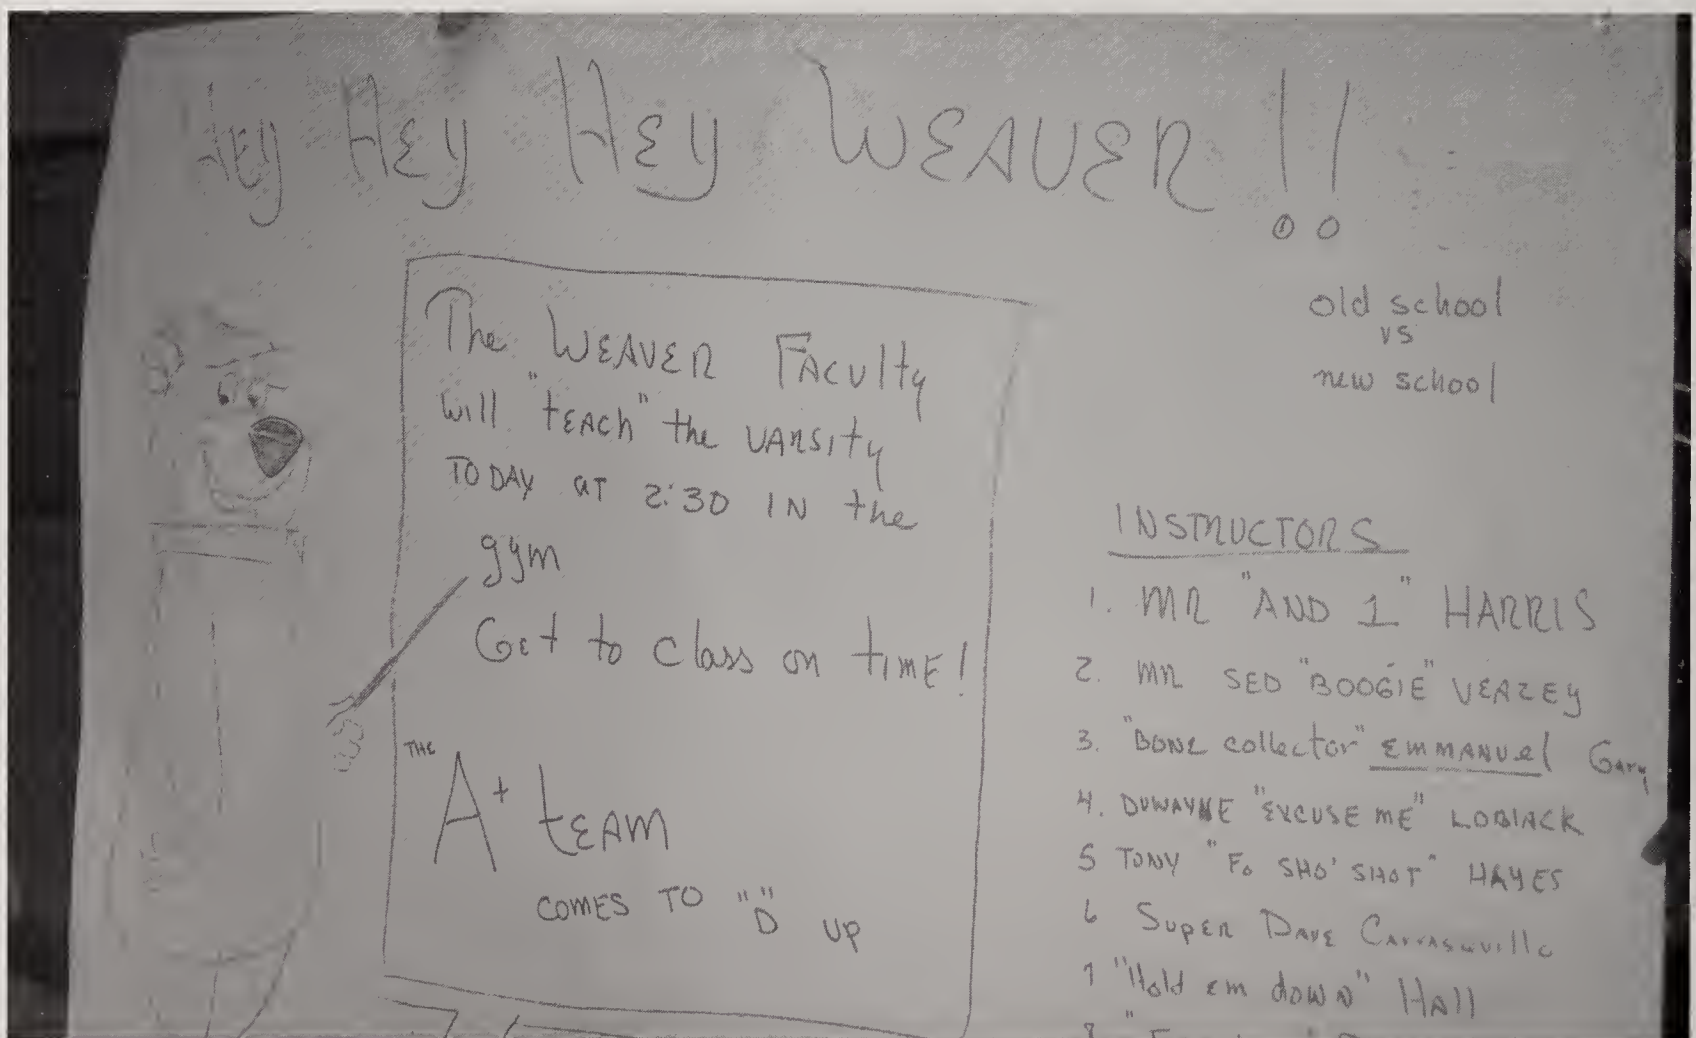 Hey Hey Hey WEAVER!!
The WEAVER FACulty
will "tEACh" the VARSity
TODAY at 2:30 IN the
gym
Get to class on TIME!
THE
A+ tEAM
COMES TO "D" UP
old school
vs
new school
INSTRUCTORS
1. MR "AND 1" HARRIS
2. MR SED "BOOGIE" VEAZEY
3. "BONE collector" EMMANUEl Gary
4. DUWAYNE "EXCUSE ME" LOBIACK
5 TONY "Fo SHO' SHOT" HAYES
6 SUPER DAVE
7 "Hold em dOWN" HAll
8 "